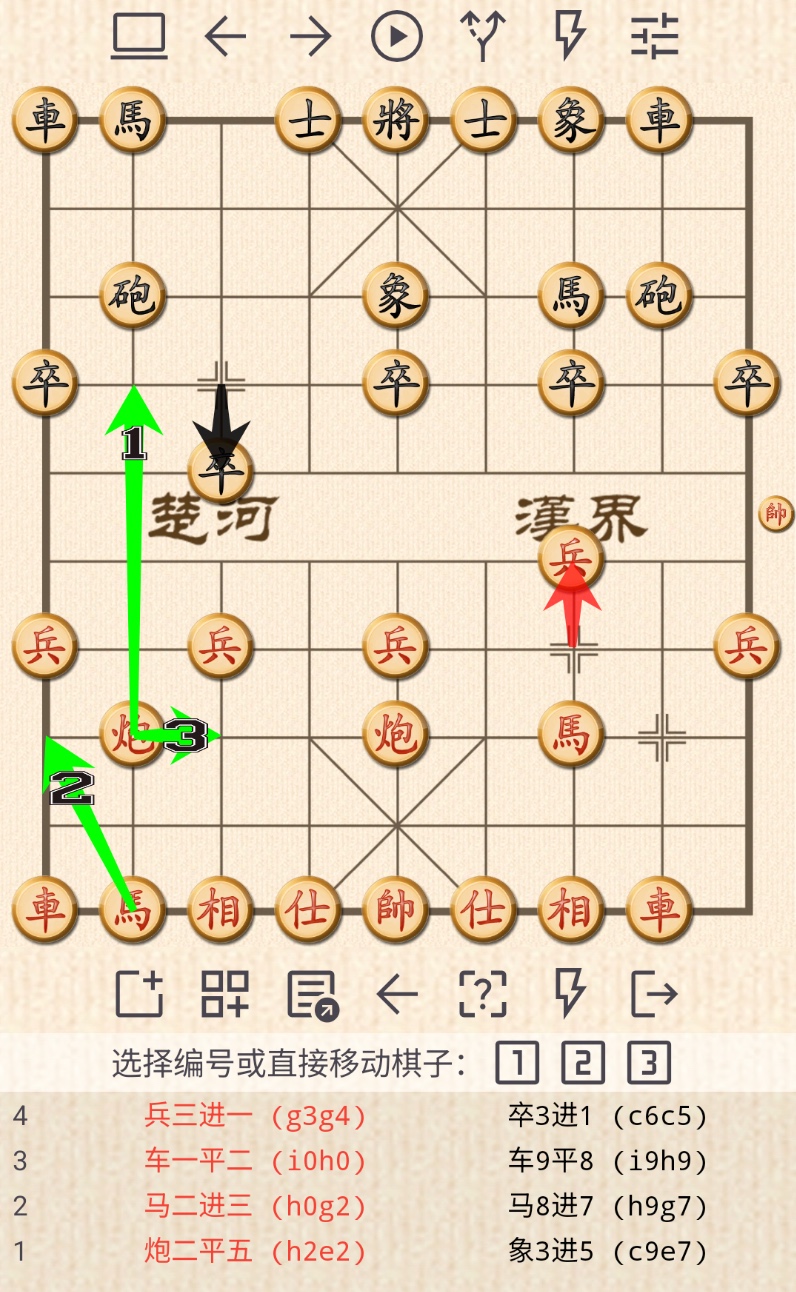 車 馬 士 將 士 象 車
砲 象 馬 砲
卒 卒 卒 卒
1
卒
楚河 漢界
帥
兵
兵 兵 兵 兵
炮 3 炮 馬
2
車 馬 相 仕 帥 仕 相 車
?
选择编号或直接移动棋子: 1 2 3
4 兵三进一 (g3g4) 卒3进1 (c6c5)
3 车一平二 (i0h0) 车9平8 (i9h9)
2 马二进三 (h0g2) 马8进7 (h9g7)
1 炮二平五 (h2e2) 象3进5 (c9e7)